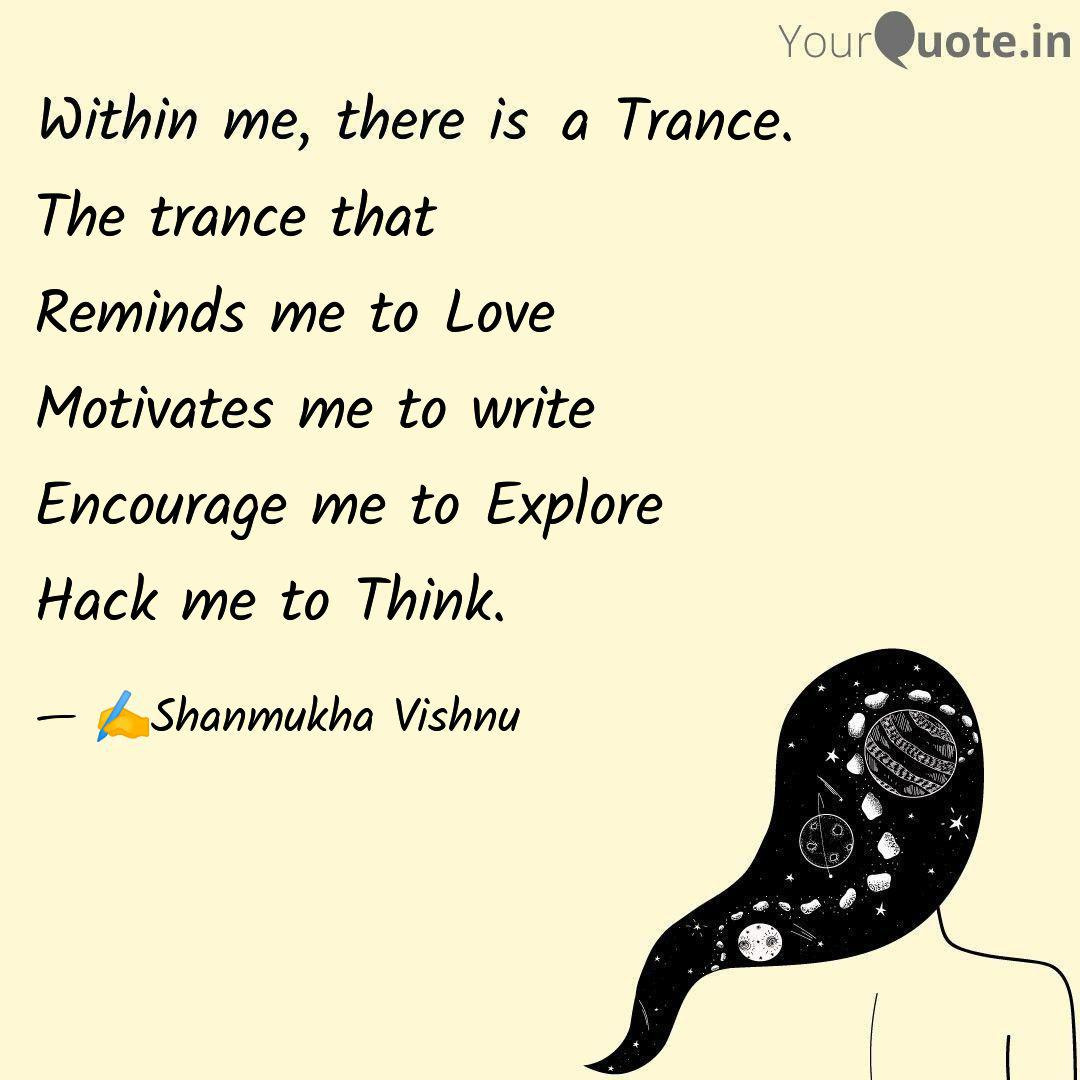 YourQuote.in
Within me, there is a Trance.
The trance that
Reminds me to Love
Motivates me to write
Encourage me to Explore
Hack me to Think.
— ✍️Shanmukha Vishnu